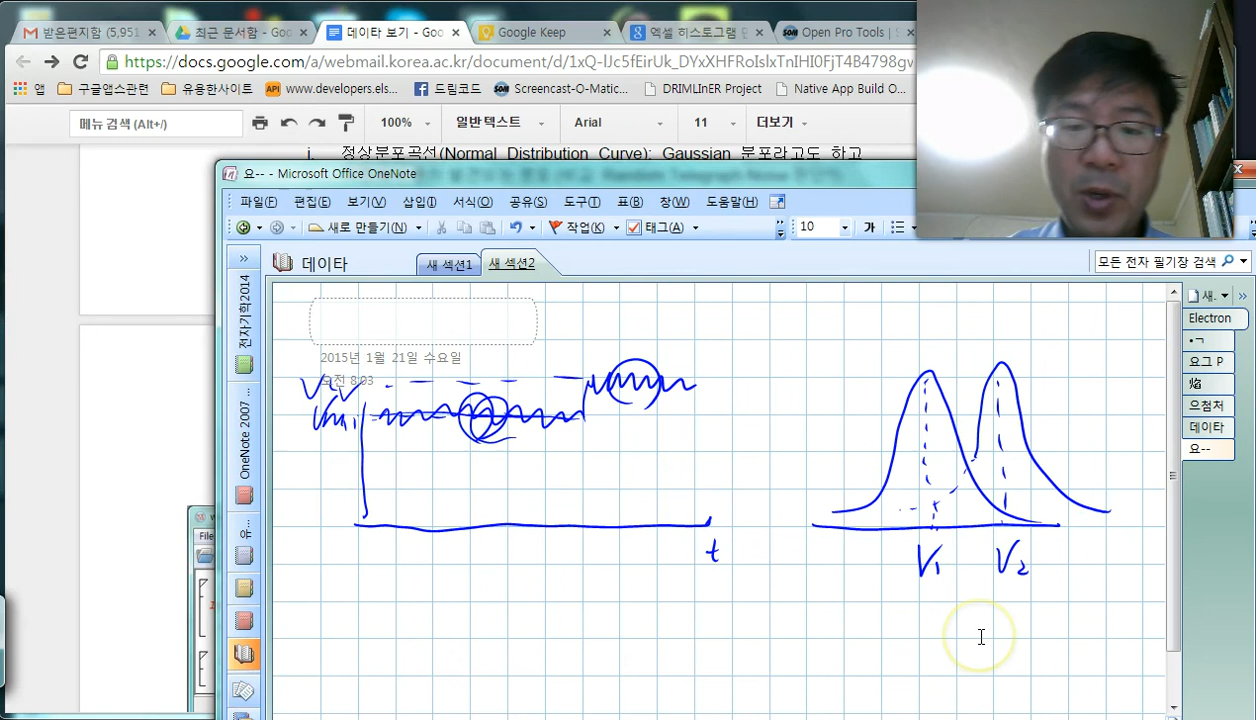 받은편지함 (5,951
최근 문서함 - Goo
데이타 보기 - Goo
Google Keep
엑셀 히스토그램
Open Pro Tools | S
https://docs.google.com/a/webmail.korea.ac.kr/document/d/1xQ-lJc5fEirUk_DYxXHFRoIslxTnIHI0FjT4B4798gv
앱
구글앱스관련
유용한사이트
www.developers.els...
드림코드
Screencast-O-Matic...
DRIMLInER Project
Native App Build O...
메뉴 검색 (Alt+/)
100%
일반 텍스트
Arial
11
더보기
i. 정상분포곡선(Normal Distribution Curve): Gaussian 분포라고도 하고
요-- - Microsoft Office OneNote
파일(F)
편집(E)
보기(V)
삽입(I)
서식(O)
공유(S)
도구(T)
표(B)
창(W)
도움말(H)
새로 만들기(N)
작업(K)
태그(A)
10
가
데이타
새 섹션1
새 섹션2
모든 전자 필기장 검색
전자기학2014
OneNote 2007 ...
야
새.
Electron
•ㄱ
요그 P
焰
으첨처
데이타
요--
2015년 1월 21일 수요일
오전 8:03
t
V1
V2
File